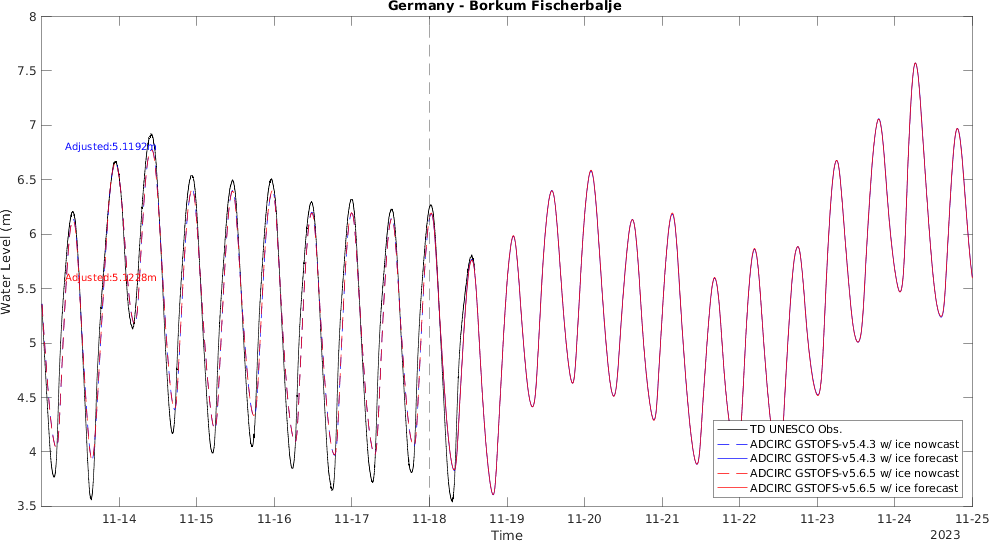 Germany - Borkum Fischerbalje
8
7.5
7
6.5
6
5.5
5
4.5
4
3.5
Water Level (m)
Adjusted:5.1192m
Adjusted:5.1228m
TD UNESCO Obs.
ADCIRC GSTOFS-v5.4.3 w/ ice nowcast
ADCIRC GSTOFS-v5.4.3 w/ ice forecast
ADCIRC GSTOFS-v5.6.5 w/ ice nowcast
ADCIRC GSTOFS-v5.6.5 w/ ice forecast
11-14 11-15 11-16 11-17 11-18 11-19 11-20 11-21 11-22 11-23 11-24 11-25
Time
2023